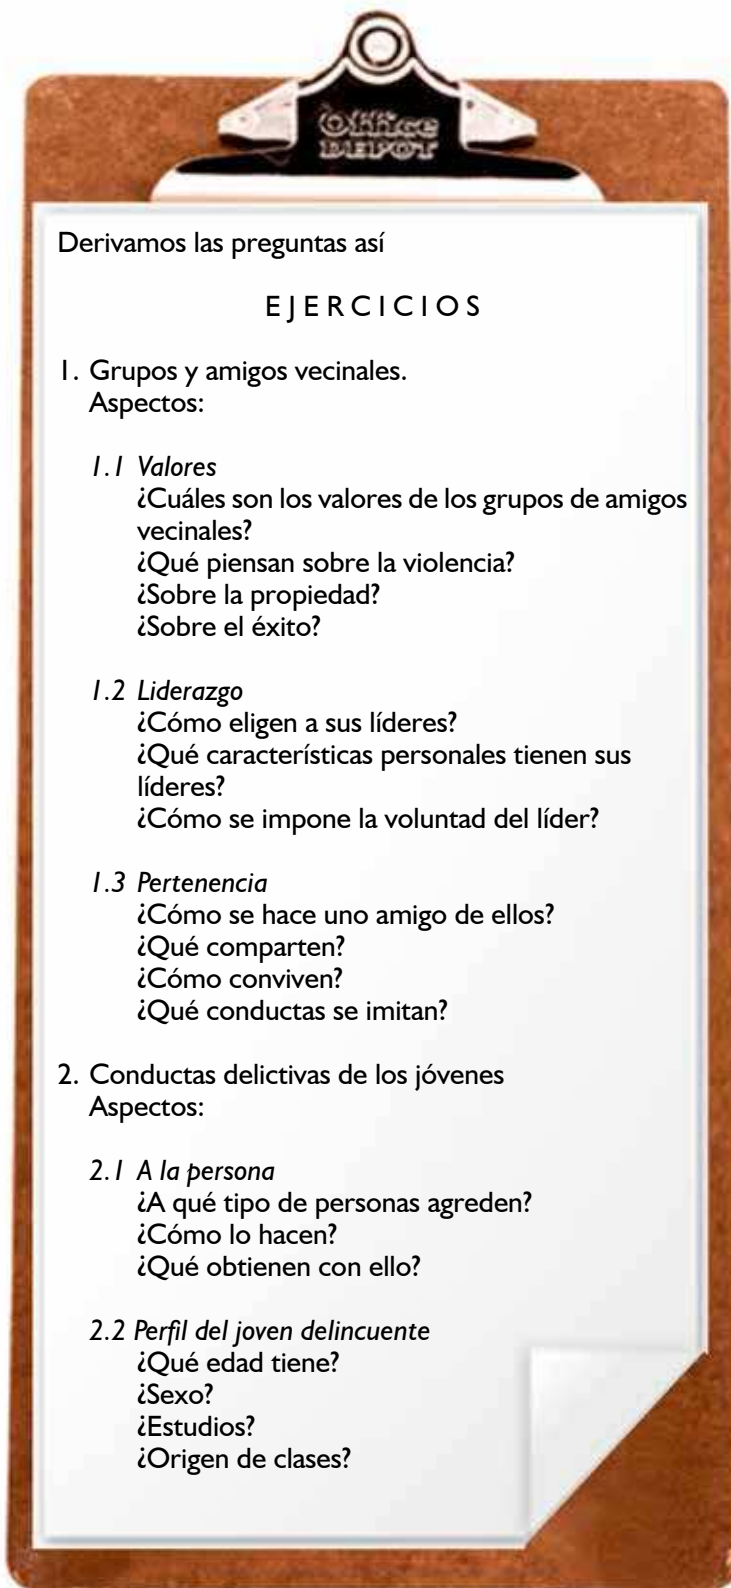 Office
DEPOT
Derivamos las preguntas así
E J E R C I C I O S
1. Grupos y amigos vecinales.
Aspectos:
1.1 Valores
¿Cuáles son los valores de los grupos de amigos
vecinales?
¿Qué piensan sobre la violencia?
¿Sobre la propiedad?
¿Sobre el éxito?
1.2 Liderazgo
¿Cómo eligen a sus líderes?
¿Qué carácterísticas personales tienen sus
líderes?
¿Cómo se impone la voluntad del líder?
1.3 Pertenencia
¿Cómo se hace uno amigo de ellos?
¿Qué comparten?
¿Cómo conviven?
¿Qué conductas se imitan?
2. Conductas delictivas de los jóvenes
Aspectos:
2.1 A la persona
¿A qué tipo de personas agreden?
¿Cómo lo hacen?
¿Qué obtienen con ello?
2.2 Perfil del joven delincuente
¿Qué edad tiene?
¿Sexo?
¿Estudios?
¿Origen de clases?